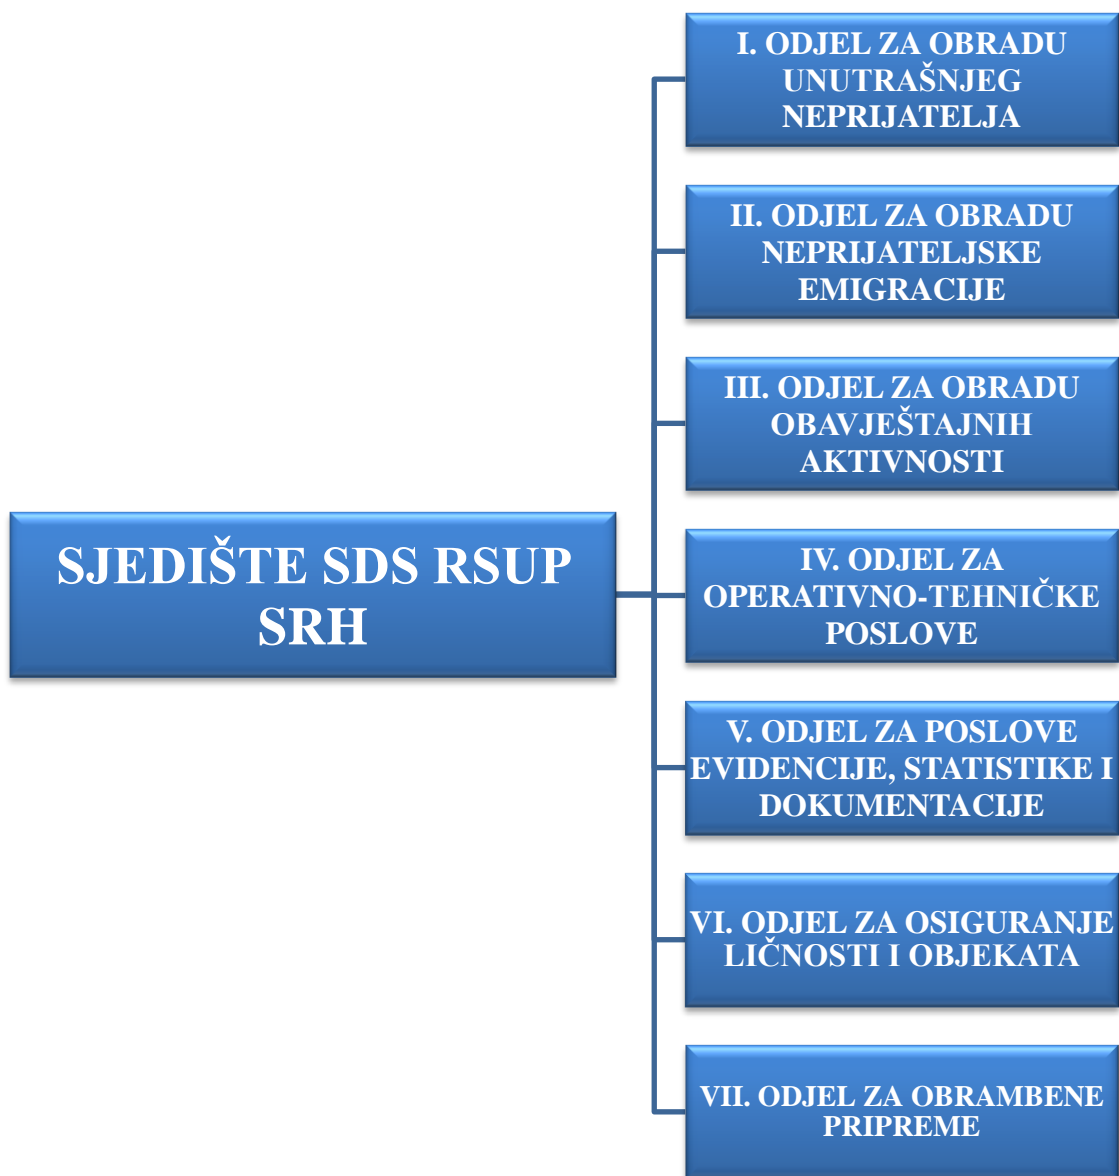 I. ODJEL ZA OBRADU
UNUTRAŠNJEG
NEPRIJATELJA
II. ODJEL ZA OBRADU
NEPRIJATELJSKE
EMIGRACIJE
III. ODJEL ZA OBRADU
OBAVJEŠTAJNIH
AKTIVNOSTI
SJEDIŠTE SDS RSUP
SRH
IV. ODJEL ZA
OPERATIVNO-TEHNIČKE
POSLOVE
V. ODJEL ZA POSLOVE
EVIDENCIJE, STATISTIKE I
DOKUMENTACIJE
VI. ODJEL ZA OSIGURANJE
LIČNOSTI I OBJEKATA
VII. ODJEL ZA OBRAMBENE
PRIPREME